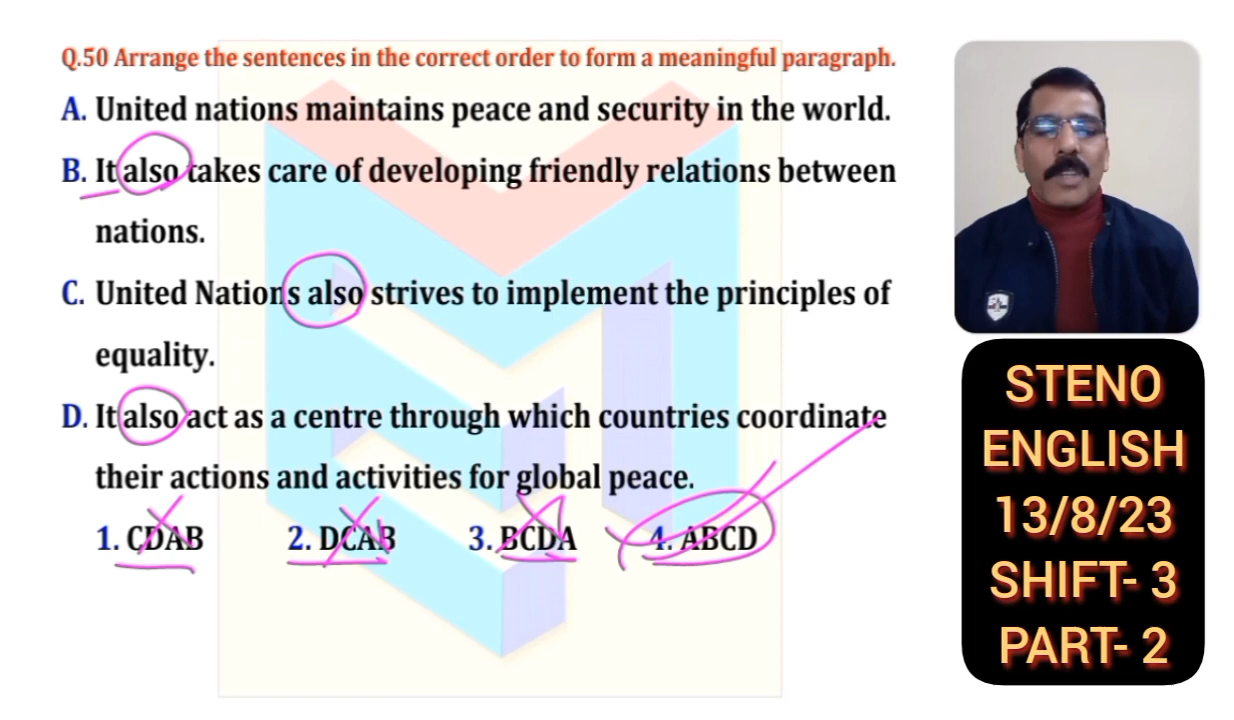 Q.50 Arrange the sentences in the correct order to form a meaningful paragraph.
A. United nations maintains peace and security in the world.
B. It also takes care of developing friendly relations between
nations.
C. United Nations also strives to implement the principles of
equality.
D. It also act as a centre through which countries coordinate
their actions and activities for global peace.
1. CDAB 2. DCAB 3. BCDA 4. ABCD
STENO
ENGLISH
13/8/23
SHIFT- 3
PART- 2